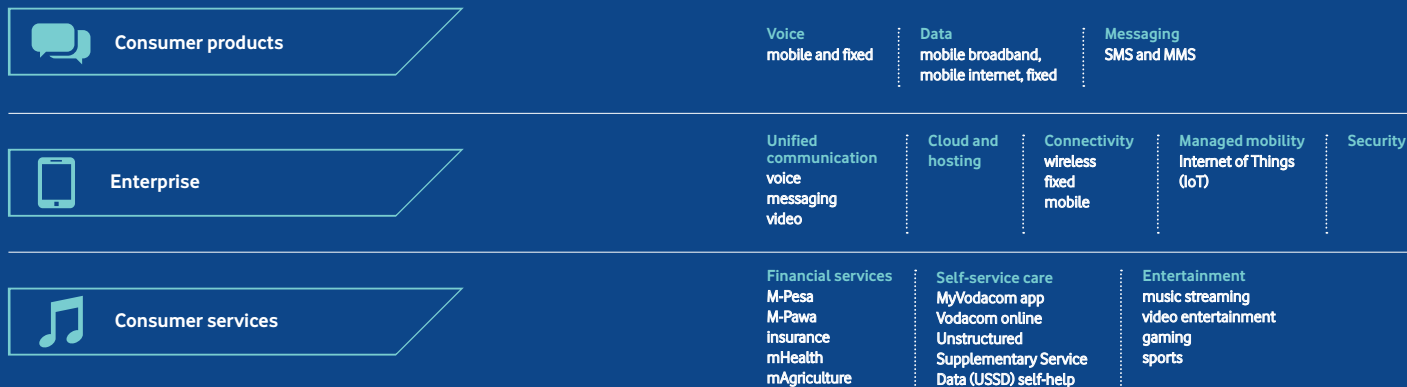 Consumer products
Voice
mobile and fixed
Data
mobile broadband,
mobile internet, fixed
Messaging
SMS and MMS
Enterprise
Unified
communication
voice
messaging
video
Cloud and
hosting
Connectivity
wireless
fixed
mobile
Managed mobility
Internet of Things
(IoT)
Security
Consumer services
Financial services
M-Pesa
M-Pawa
insurance
mHealth
mAgriculture
Self-service care
MyVodacom app
Vodacom online
Unstructured
Supplementary Service
Data (USSD) self-help
Entertainment
music streaming
video entertainment
gaming
sports